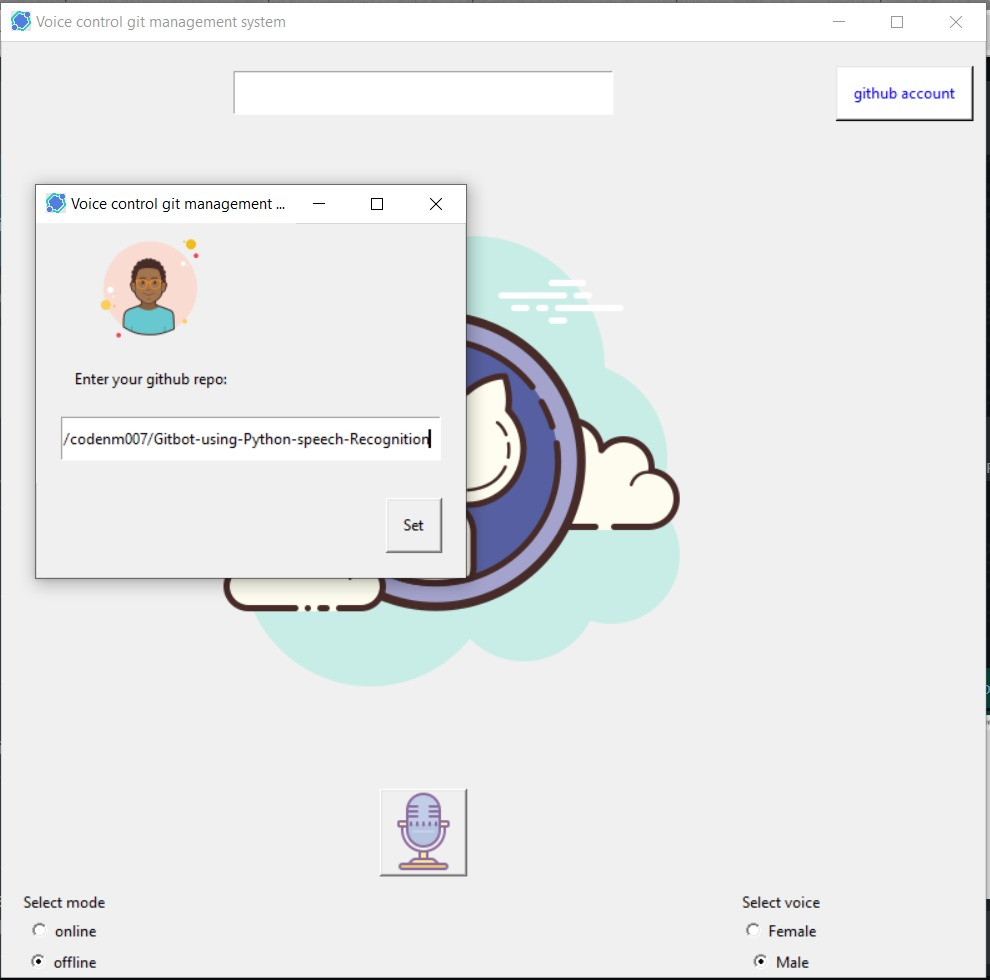 Voice control git management system
github account
Voice control git management ...
Enter your github repo:
/codenm007/Gitbot-using-Python-speech-Recognition
Set
Select mode
online
offline
Select voice
Female
Male